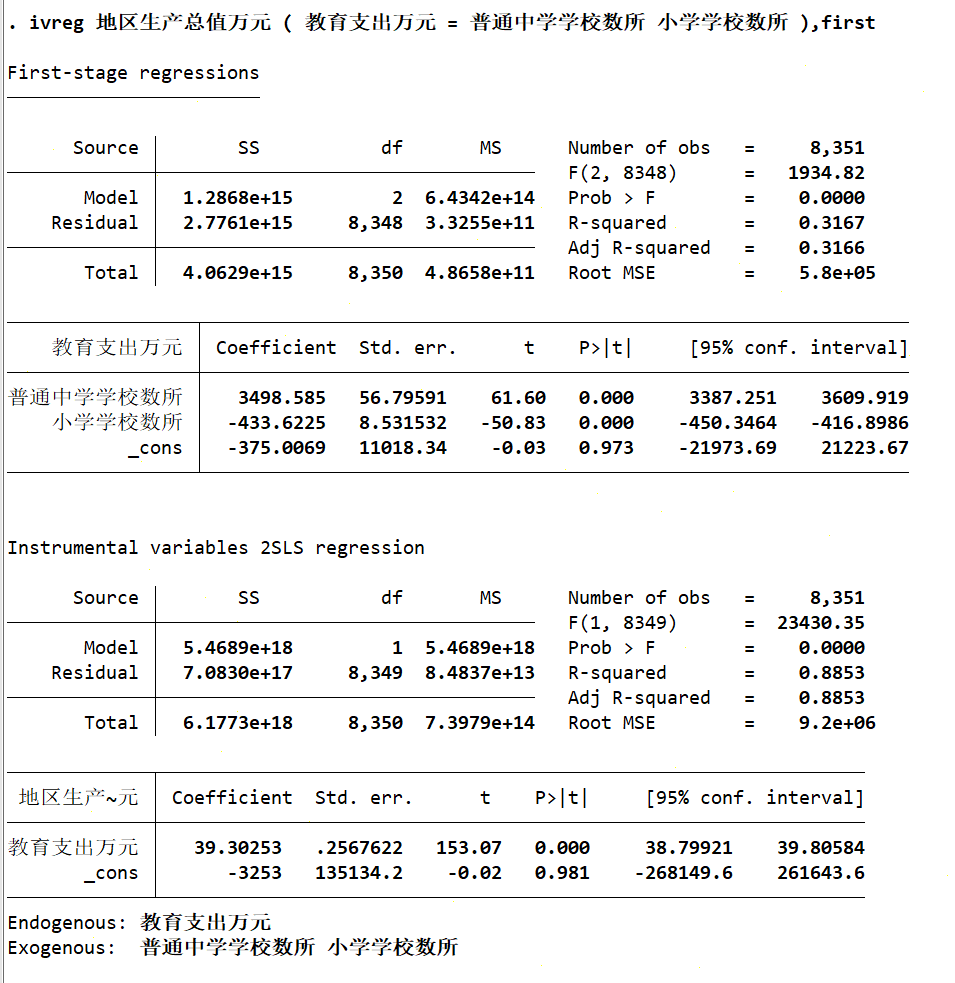 . ivreg 地区生产总值万元 ( 教育支出万元 = 普通中学学校数所 小学学校数所 ),first
First-stage regressions
Source SS df MS Number of obs = 8,351
F(2, 8348) = 1934.82
Model 1.2868e+15 2 6.4342e+14 Prob > F = 0.0000
Residual 2.7761e+15 8,348 3.3255e+11 R-squared = 0.3167
Adj R-squared = 0.3166
Total 4.0629e+15 8,350 4.8658e+11 Root MSE = 5.8e+05
教育支出万元 Coefficient Std. err. t P>|t| [95% conf. interval]
普通中学学校数所 3498.585 56.79591 61.60 0.000 3387.251 3609.919
小学学校数所 -433.6225 8.531532 -50.83 0.000 -450.3464 -416.8986
_cons -375.0069 11018.34 -0.03 0.973 -21973.69 21223.67
Instrumental variables 2SLS regression
Source SS df MS Number of obs = 8,351
F(1, 8349) = 23430.35
Model 5.4689e+18 1 5.4689e+18 Prob > F = 0.0000
Residual 7.0830e+17 8,349 8.4837e+13 R-squared = 0.8853
Adj R-squared = 0.8853
Total 6.1773e+18 8,350 7.3979e+14 Root MSE = 9.2e+06
地区生产~元 Coefficient Std. err. t P>|t| [95% conf. interval]
教育支出万元 39.30253 .2567622 153.07 0.000 38.79921 39.80584
_cons -3253 135134.2 -0.02 0.981 -268149.6 261643.6
Endogenous: 教育支出万元
Exogenous: 普通中学学校数所 小学学校数所